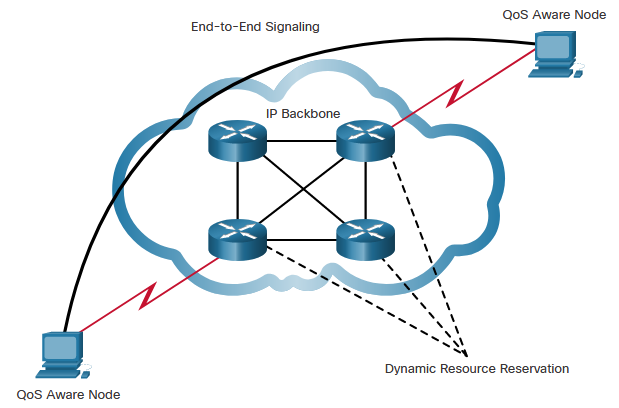 QoS Aware Node
End-to-End Signaling
IP Backbone
Dynamic Resource Reservation
QoS Aware Node